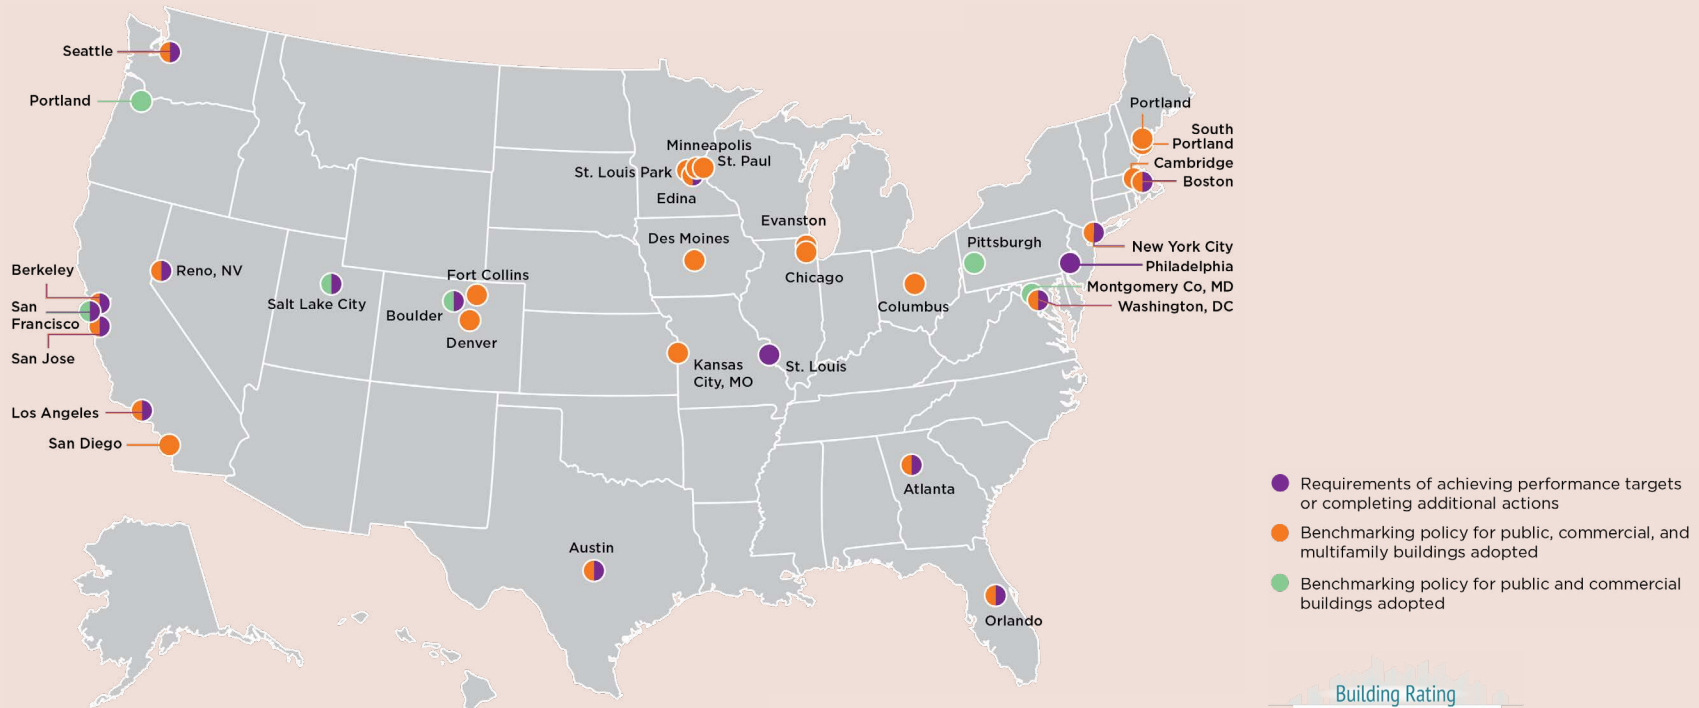 Seattle
Portland
Berkeley
San
Francisco
San Jose
Los Angeles
San Diego
Reno, NV
Salt Lake City
Boulder
Fort Collins
Denver
Minneapolis
St. Paul
St. Louis Park
Edina
Des Moines
Evanston
Chicago
Kansas
City, MO
St. Louis
Columbus
Pittsburgh
Austin
Atlanta
Orlando
Portland
South
Portland
Cambridge
Boston
New York City
Philadelphia
Montgomery Co, MD
Washington, DC
Requirements of achieving performance targets
or completing additional actions
Benchmarking policy for public, commercial, and
multifamily buildings adopted
Benchmarking policy for public and commercial
buildings adopted
Building Rating